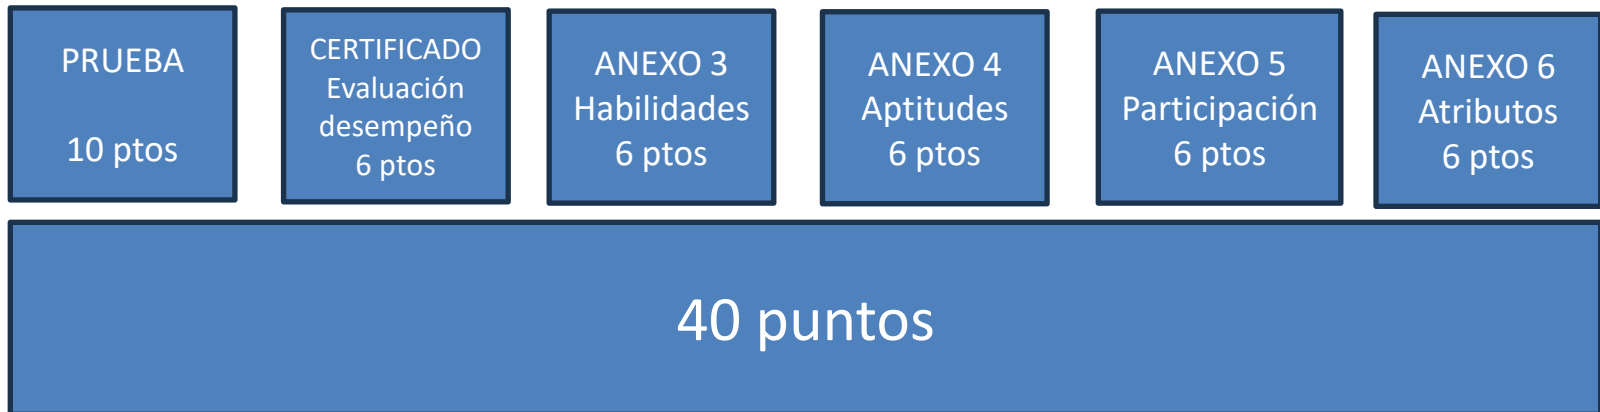 PRUEBA
10 ptos
CERTIFICADO
Evaluación
desempeño
6 ptos
ANEXO 3
Habilidades
6 ptos
ANEXO 4
Aptitudes
6 ptos
ANEXO 5
Participación
6 ptos
ANEXO 6
Atributos
6 ptos
40 puntos